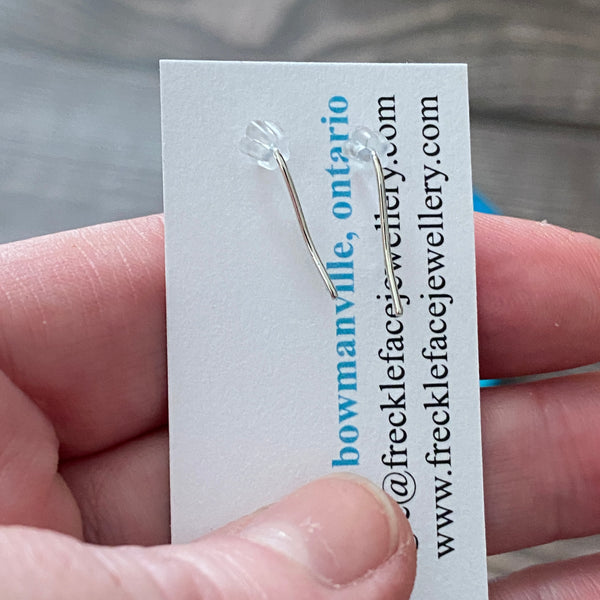 bowmanville, ontario
@frecklefacejewellery.com
www.frecklefacejewellery.com